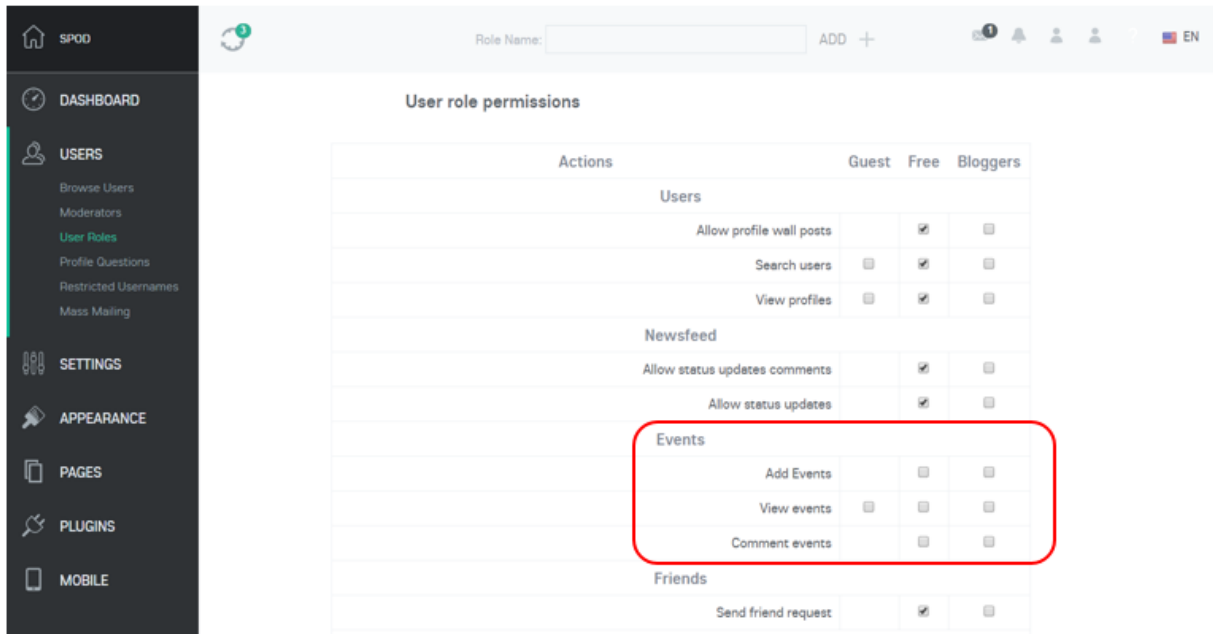 SPOD
3
Role Name:
ADD +
1
EN
DASHBOARD
USERS
Browse Users
Moderators
User Roles
Profile Questions
Restricted Usernames
Mass Mailing
SETTINGS
APPEARANCE
PAGES
PLUGINS
MOBILE
User role permissions
Actions Guest Free Bloggers
Users
Allow profile wall posts
Search users
View profiles
Newsfeed
Allow status updates comments
Allow status updates
Events
Add Events
View events
Comment events
Friends
Send friend request